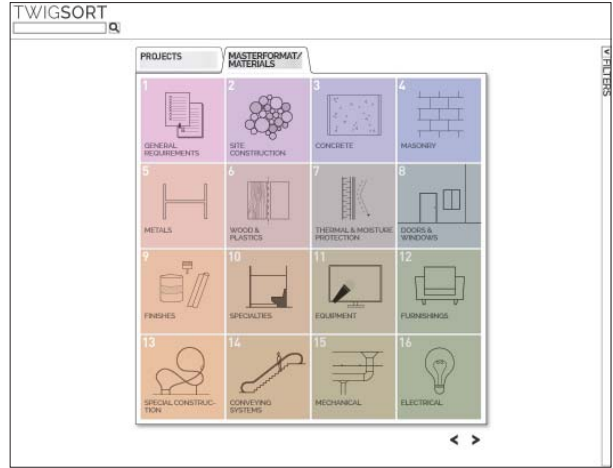 TWIGSORT
PROJECTS
MASTERFORMAT/
MATERIALS
< FILTERS
1
GENERAL
REQUIREMENTS
2
SITE
CONSTRUCTION
3
CONCRETE
4
MASONRY
5
METALS
6
WOOD &
PLASTICS
7
THERMAL & MOISTURE
PROTECTION
8
DOORS &
WINDOWS
9
FINISHES
10
SPECIALTIES
11
EQUIPMENT
12
FURNISHINGS
13
SPECIAL CONSTRUC-
TION
14
CONVEYING
SYSTEMS
15
MECHANICAL
16
ELECTRICAL
< >